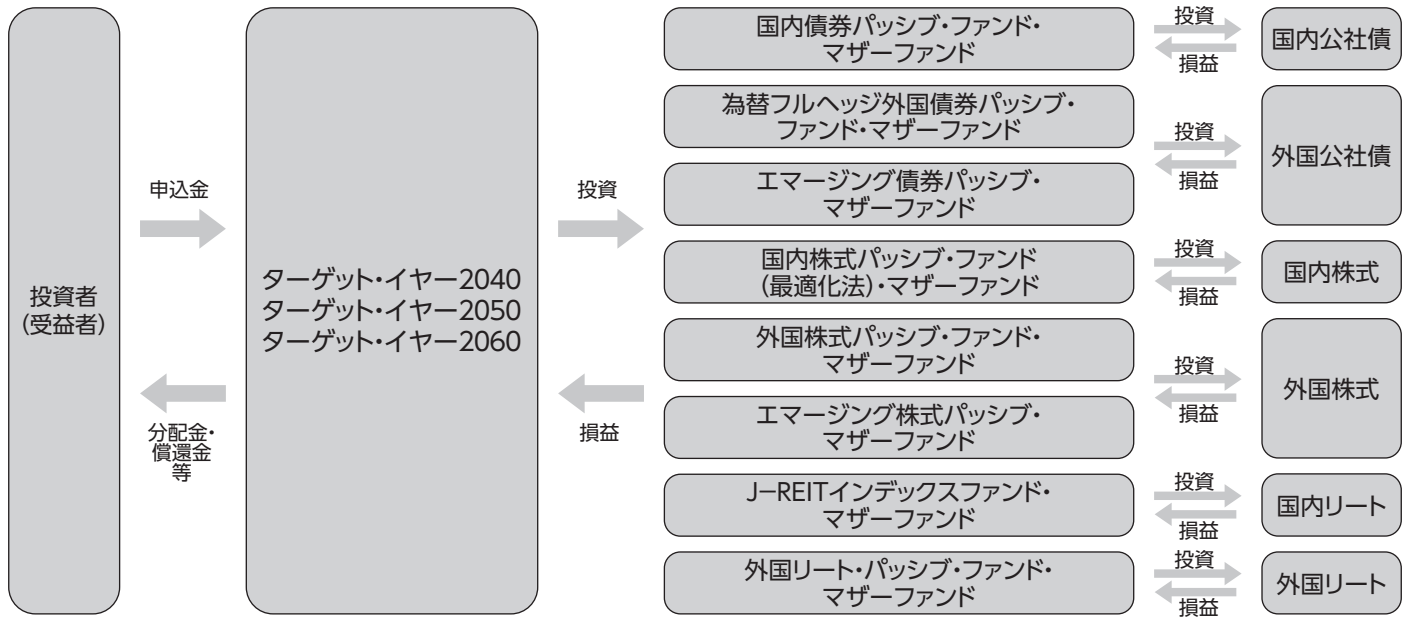 投資者
(受益者)
申込金
分配金・
償還金
等
ターゲット・イヤー2040
ターゲット・イヤー2050
ターゲット・イヤー2060
投資
損益
国内債券パッシブ・ファンド・
マザーファンド
投資
損益
国内公社債
為替フルヘッジ外国債券パッシブ・
ファンド・マザーファンド
エマージング債券パッシブ・
マザーファンド
投資
損益
外国公社債
国内株式パッシブ・ファンド
(最適化法)・マザーファンド
投資
損益
国内株式
外国株式パッシブ・ファンド・
マザーファンド
エマージング株式パッシブ・
マザーファンド
投資
損益
外国株式
J−REITインデックスファンド・
マザーファンド
投資
損益
国内リート
外国リート・パッシブ・ファンド・
マザーファンド
投資
損益
外国リート